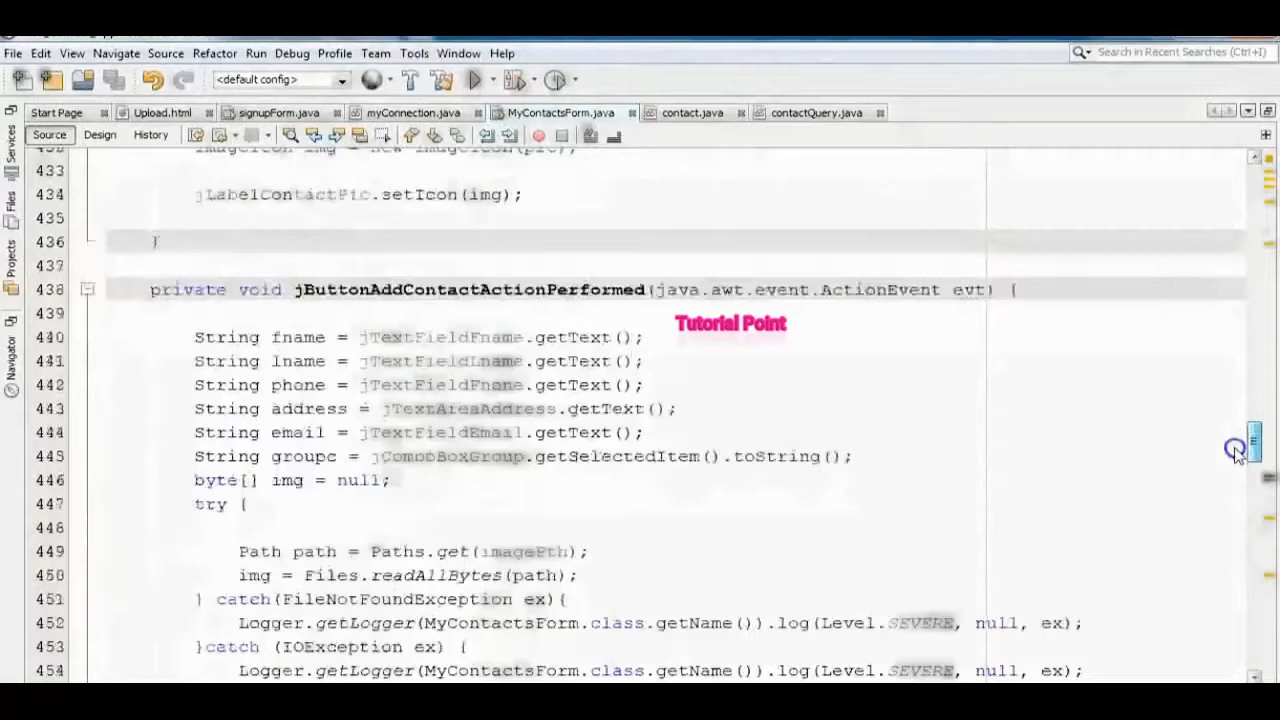 File Edit View Navigate Source Refactor Run Debug Profile Team Tools Window Help
Search in Recent Searches (Ctrl+I)
<default config>
Start Page Upload.html signupForm.java myConnection.java MyContactsForm.java contact.java contactQuery.java
Source Design History
Services
Files
Projects
Navigator
433
434 jLabelContactPic.setIcon(img);
435
436 }
437
438 private void jButtonAddContactActionPerformed(java.awt.event.ActionEvent evt) {
439
Tutorial Point
440 String fname = jTextFieldFname.getText();
441 String lname = jTextFieldLname.getText();
442 String phone = jTextFieldFhone.getText();
443 String address = jTextAreaAddress.getText();
444 String email = jTextFieldEmail.getText();
445 String groupc = jComboBoxGroup.getSelectedItem().toString();
446 byte[] img = null;
447 try {
448
449 Path path = Paths.get(imagePth);
450 img = Files.readAllBytes(path);
451 } catch(FileNotFoundException ex){
452 Logger.getLogger(MyContactsForm.class.getName()).log(Level.SEVERE, null, ex);
453 }catch (IOException ex) {
454 Logger.getLogger(MyContactsForm.class.getName()).log(Level.SEVERE, null, ex);